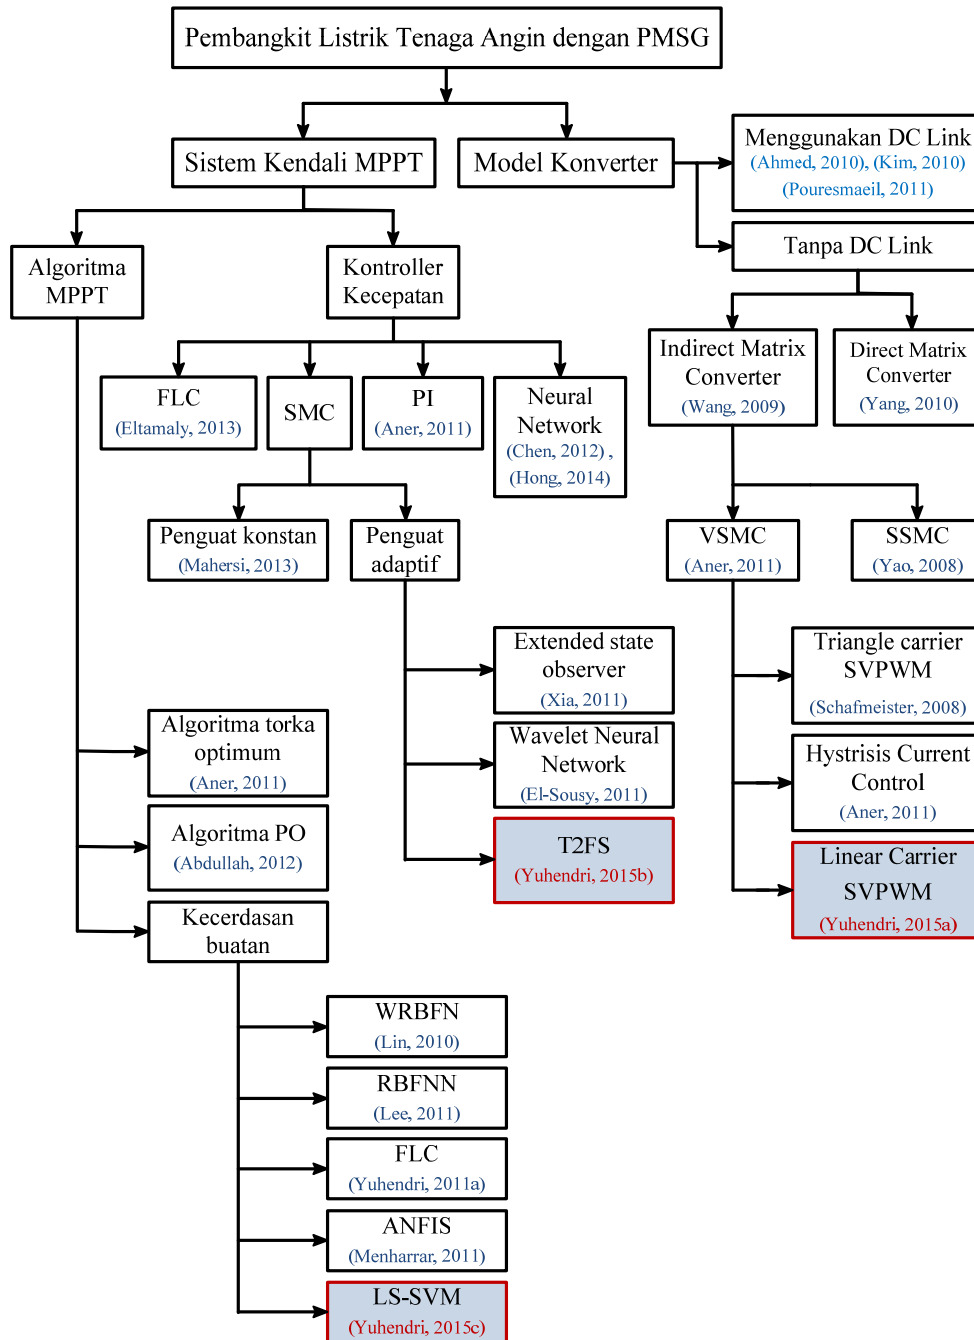 Pembangkit Listrik Tenaga Angin dengan PMSG
Sistem Kendali MPPT
Model Konverter
Menggunakan DC Link
(Ahmed, 2010), (Kim, 2010)
(Pouresmaeil, 2011)
Tanpa DC Link
Algoritma
MPPT
Kontroller
Kecepatan
Indirect Matrix
Converter
(Wang, 2009)
Direct Matrix
Converter
(Yang, 2010)
FLC
(Eltamaly, 2013)
SMC
PI
(Aner, 2011)
Neural
Network
(Chen, 2012) ,
(Hong, 2014)
Penguat konstan
(Mahersi, 2013)
Penguat
adaptif
VSMC
(Aner, 2011)
SSMC
(Yao, 2008)
Extended state
observer
(Xia, 2011)
Triangle carrier
SVPWM
(Schafmeister, 2008)
Algoritma torka
optimum
(Aner, 2011)
Wavelet Neural
Network
(El-Sousy, 2011)
Hystrisis Current
Control
(Aner, 2011)
Algoritma PO
(Abdullah, 2012)
T2FS
(Yuhendri, 2015b)
Linear Carrier
SVPWM
(Yuhendri, 2015a)
Kecerdasan
buatan
WRBFN
(Lin, 2010)
RBFNN
(Lee, 2011)
FLC
(Yuhendri, 2011a)
ANFIS
(Menharrar, 2011)
LS-SVM
(Yuhendri, 2015c)